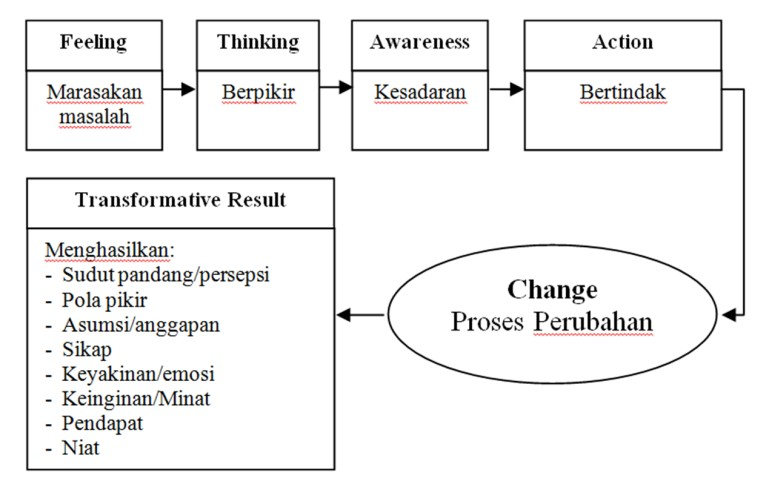 Feeling
Marasakan
masalah
Thinking
Berpikir
Awareness
Kesadaran
Action
Bertindak
Change
Proses Perubahan
Transformative Result
Menghasilkan:
- Sudut pandang/persepsi
- Pola pikir
- Asumsi/anggapan
- Sikap
- Keyakinan/emosi
- Keinginan/Minat
- Pendapat
- Niat